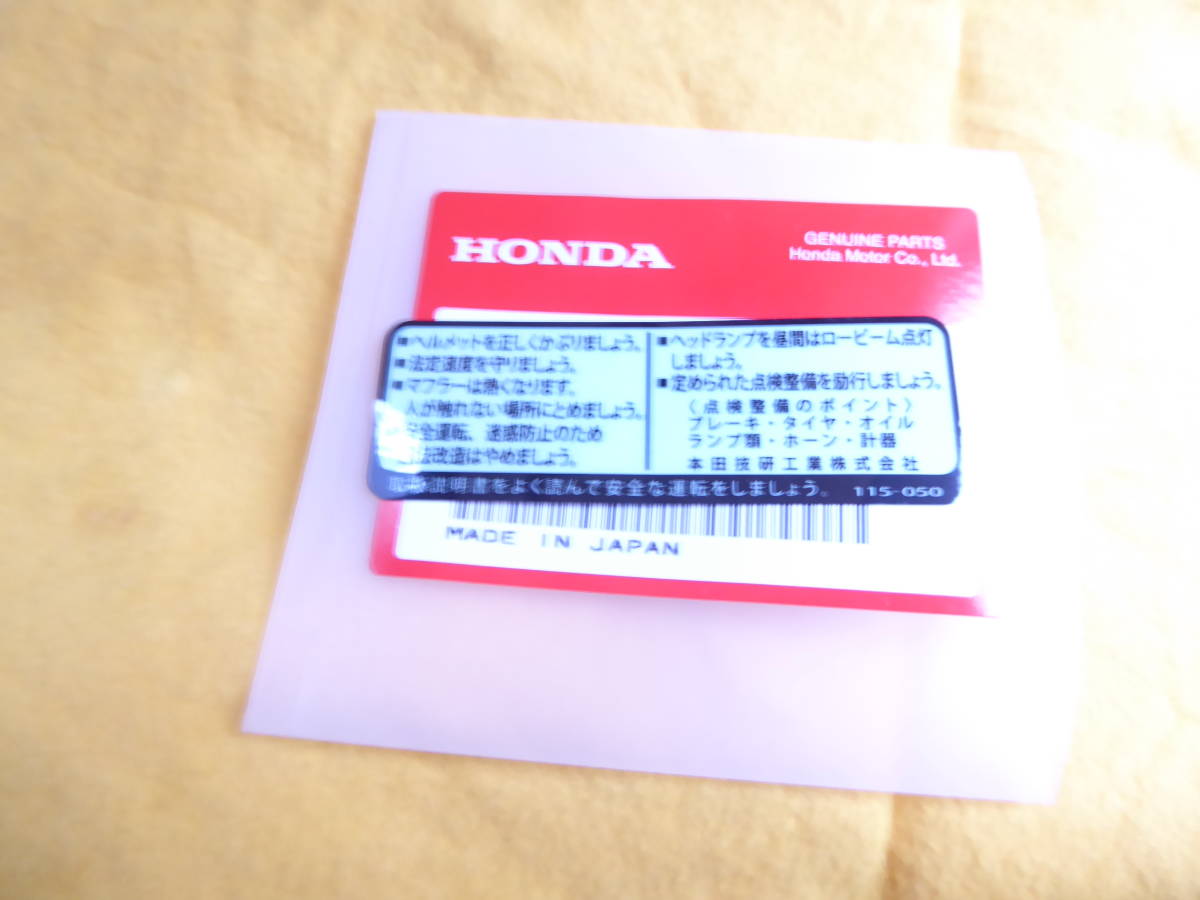 HONDA
GENUINE PARTS
Honda Motor Co., Ltd.
■ヘルメットを正しくかぶりましょう。
■法定速度を守りましょう。
■マフラーは熱くなります。
人が触れない場所にとめましょう。
安全運転、迷惑防止のため
法改造はやめましょう。
■ヘッドランプを昼間はロービーム点灯
しましょう。
■定められた点検整備を励行しましょう。
〈点検整備のポイント〉
ブレーキ・タイヤ・オイル
ランプ類・ホーン・計器
本田技研工業株式会社
取扱説明書をよく読んで安全な運転をしましょう。 115-050
MADE IN JAPAN